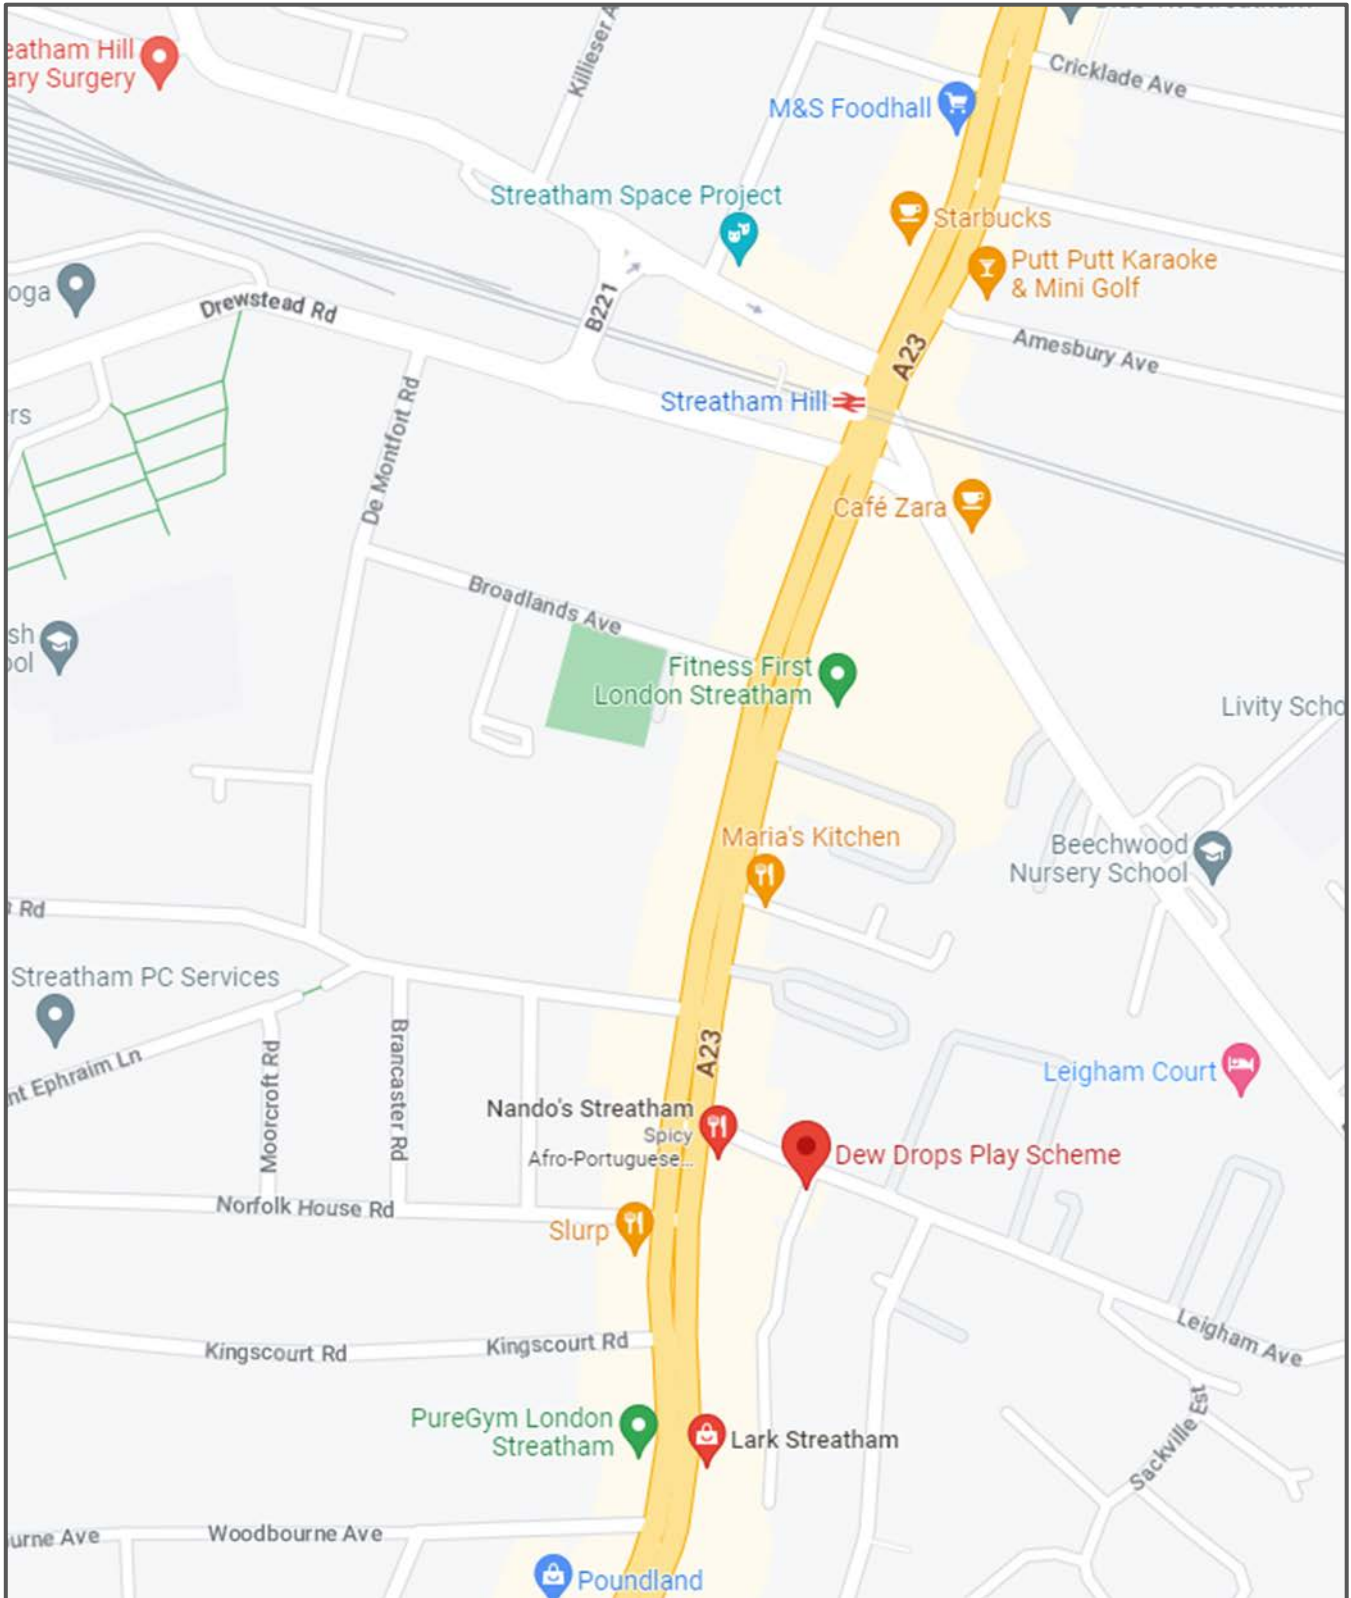 Killieser A
eatham Hill
ary Surgery
Cricklade Ave
M&S Foodhall
Streatham Space Project
Starbucks
Putt Putt Karaoke
& Mini Golf
oga
Drewstead Rd
B221
A23
Amesbury Ave
Streatham Hill
rs
De Montfort Rd
Café Zara
Broadlands Ave
sh
ool
Fitness First
London Streatham
Livity Scho
Maria's Kitchen
Beechwood
Nursery School
Rd
Streatham PC Services
A23
nt Ephraim Ln
Moorcroft Rd
Brancaster Rd
Leigham Court
Nando's Streatham
Spicy
Afro-Portuguese...
Dew Drops Play Scheme
Norfolk House Rd
Slurp
Leigham Ave
Kingscourt Rd
Kingscourt Rd
PureGym London
Streatham
Lark Streatham
Sackville Est
urne Ave
Woodbourne Ave
Poundland